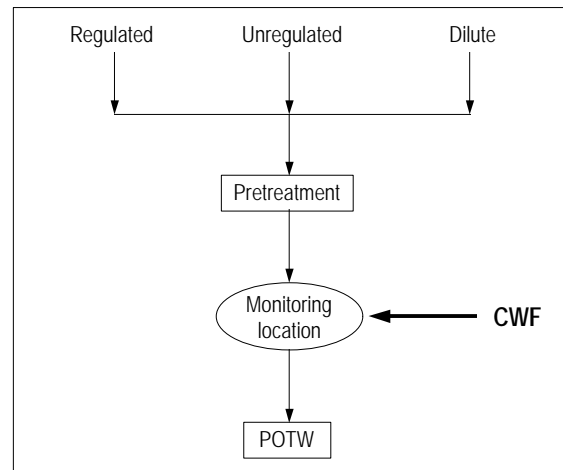 Regulated Unregulated Dilute
Pretreatment
Monitoring
location
CWF
POTW